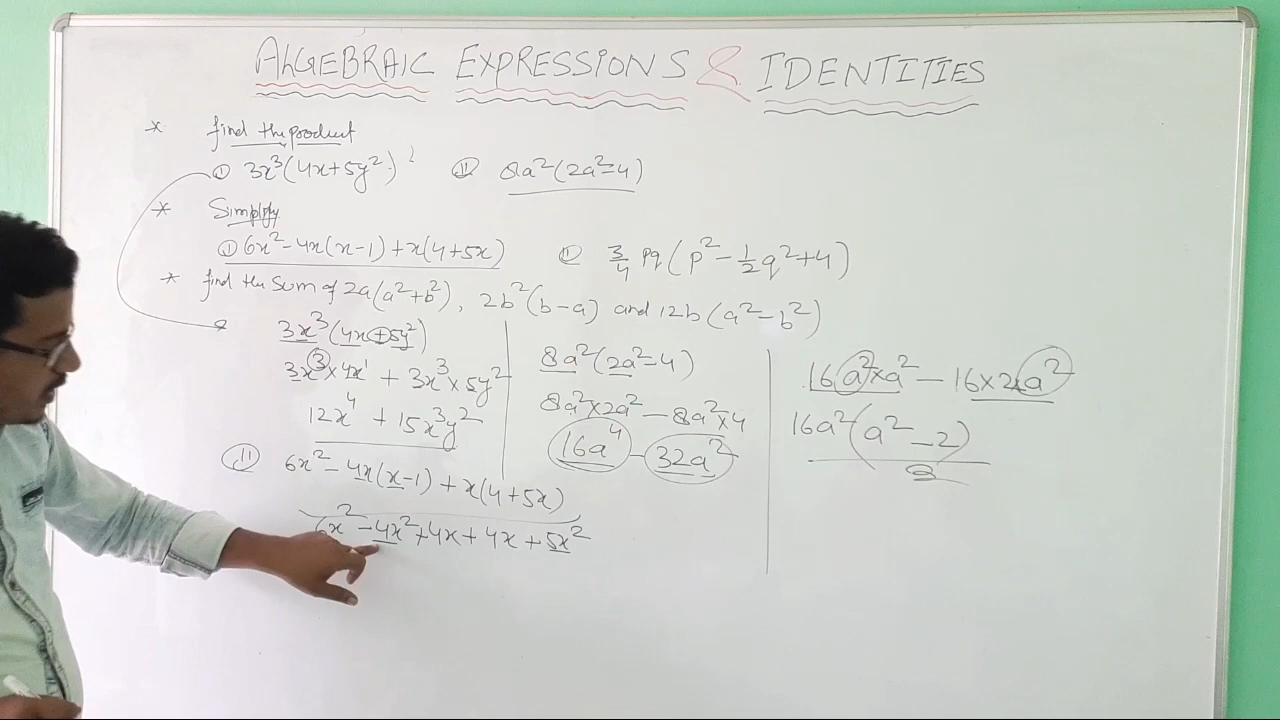 ALGEBRAIC EXPRESSIONS & IDENTITIES
* find the product
① 3x³(4x+5y²) ⑪ 8a²(2a²-4)
* Simplify
① 6x²-4x(x-1)+x(4+5x) ① 3/4 pq(p²-1/2q²+4)
* find the sum of 2a(a²+b²), 2b²(b-a) and 12b(a²-b²)
3x³(4x+5y²)
3x³×4x¹ + 3x³×5y²
12x⁴ + 15x³y²
8a²(2a²-4)
8a²×2a² - 8a²×4
16a⁴ - 32a²
16a²×a² - 16×2×a²
16a²(a²-2)
⑪ 6x²-4x(x-1)+x(4+5x)
6x²-4x²+4x+4x+5x²